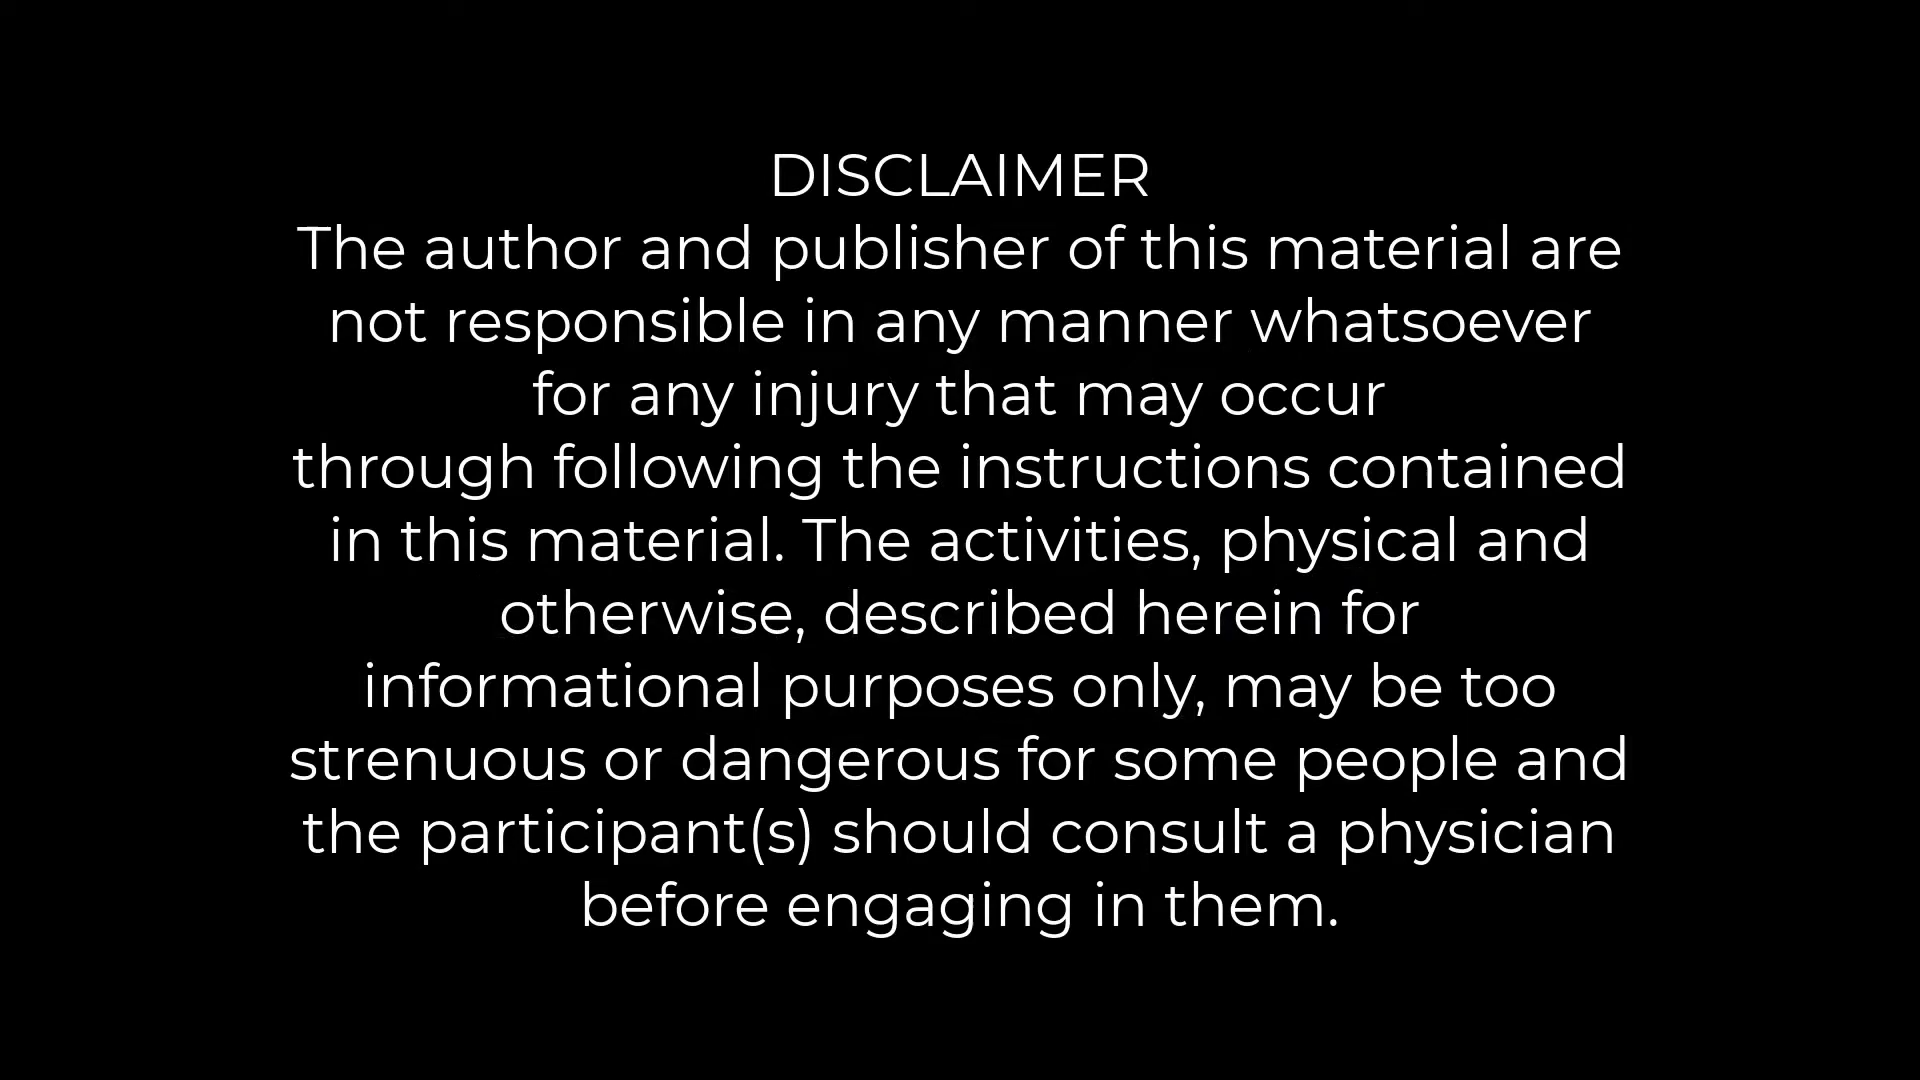 DISCLAIMER
The author and publisher of this material are
not responsible in any manner whatsoever
for any injury that may occur
through following the instructions contained
in this material. The activities, physical and
otherwise, described herein for
informational purposes only, may be too
strenuous or dangerous for some people and
the participant(s) should consult a physician
before engaging in them.